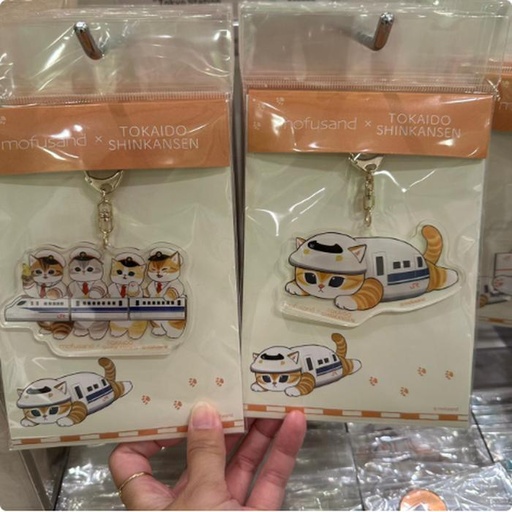 mofusand × TOKAIDO
SHINKANSEN
mofusand × TOKAIDO
SHINKANSEN